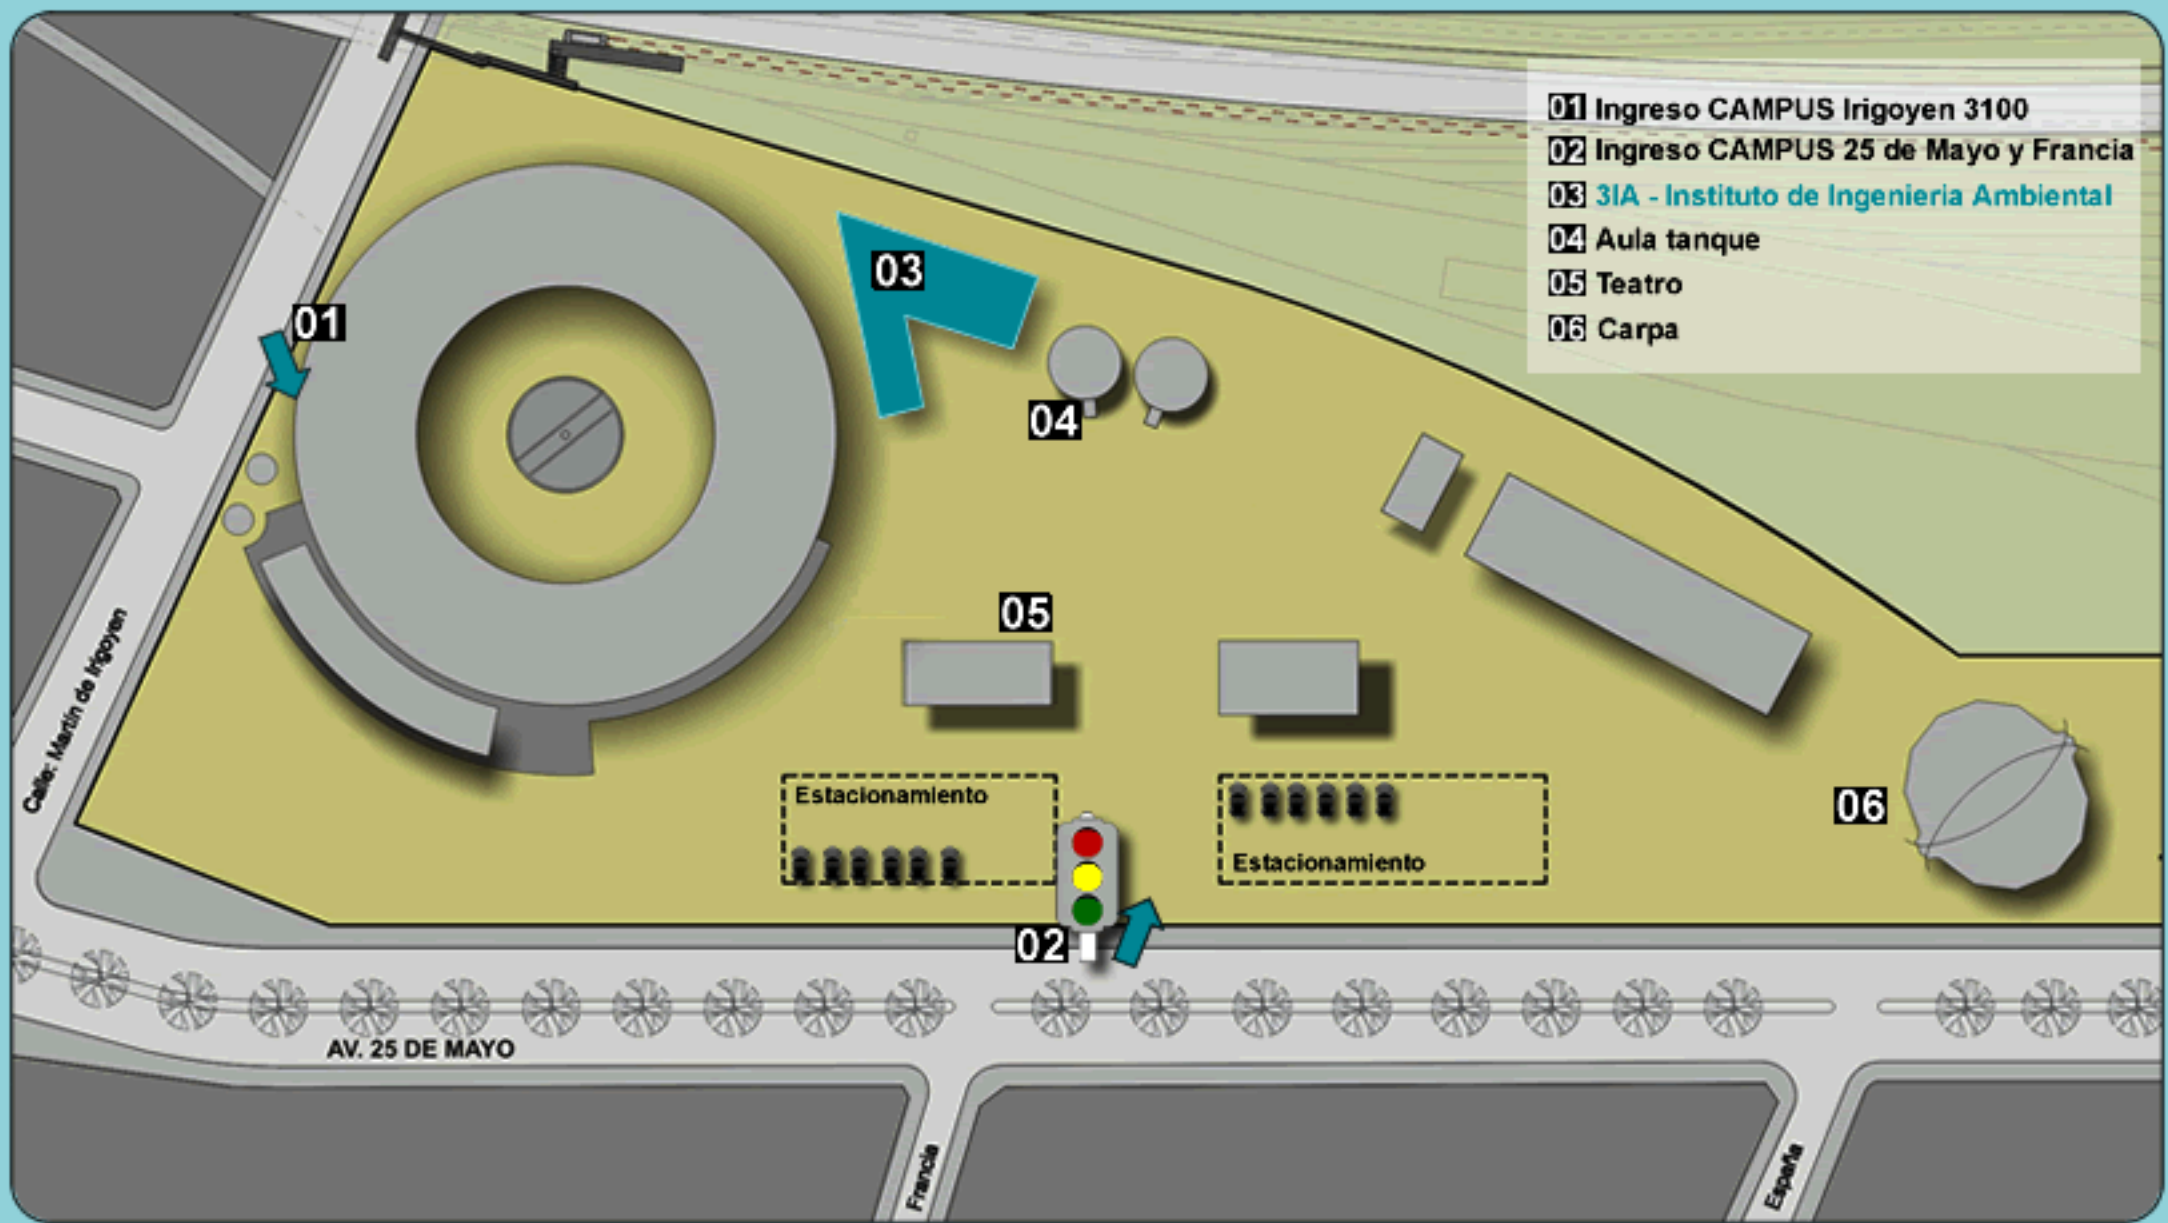 01 Ingreso CAMPUS Irigoyen 3100
02 Ingreso CAMPUS 25 de Mayo y Francia
03 3IA - Instituto de Ingenieria Ambiental
04 Aula tanque
05 Teatro
06 Carpa
03
01
04
05
Calle: Martín de Irigoyen
Estacionamiento
06
Estacionamiento
02
AV. 25 DE MAYO
Francia
España